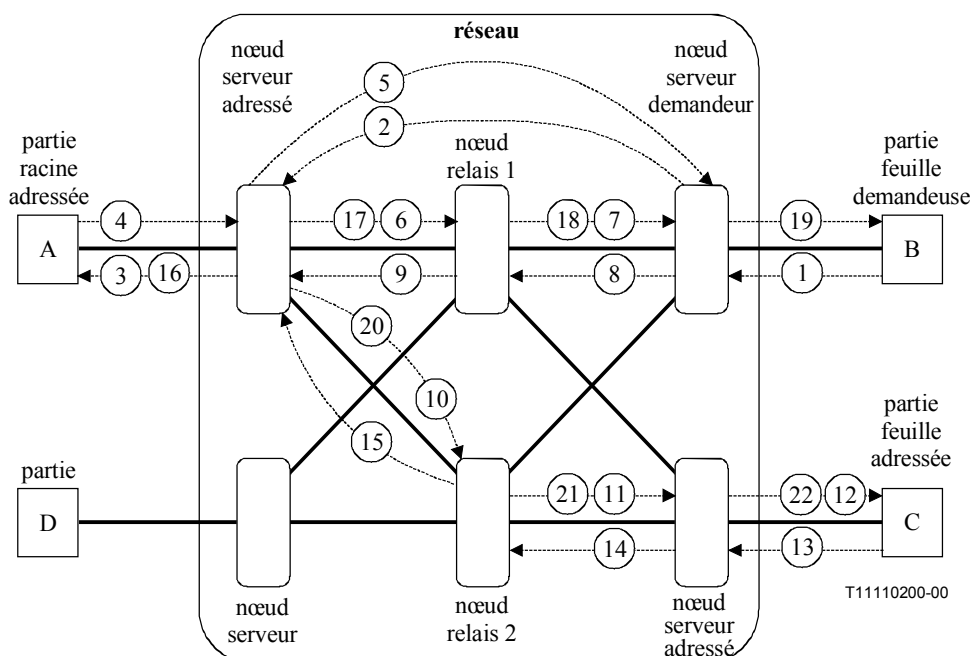 réseau
nœud
serveur
adressé
nœud
serveur
demandeur
5
2
partie
racine
adressée
nœud
relais 1
partie
feuille
demandeuse
4
17
6
18
7
19
A
B
3
16
9
8
1
20
10
15
partie
feuille
adressée
partie
21
11
22
12
D
C
14
13
T11110200-00
nœud
serveur
nœud
relais 2
nœud
serveur
adressé